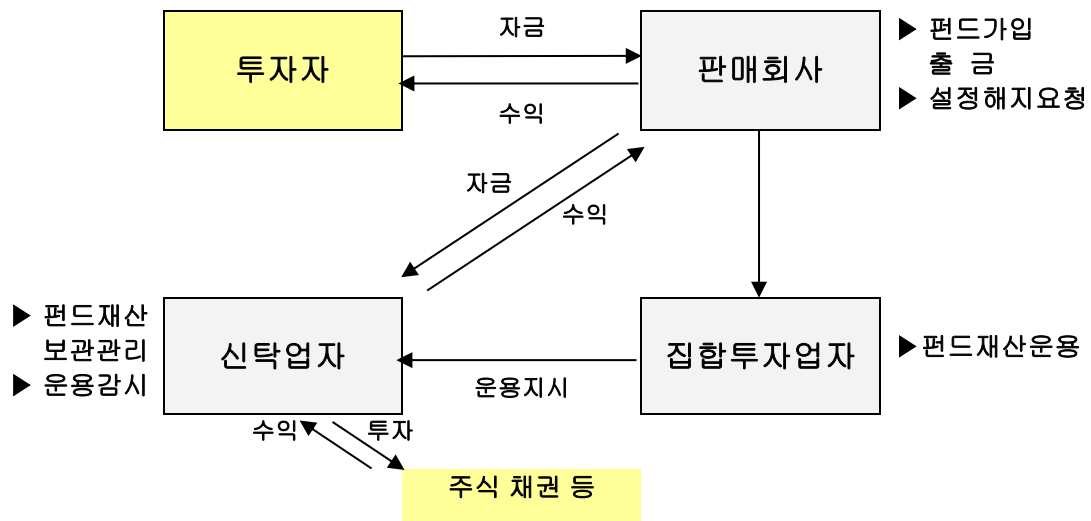 자금
투자자
판매회사
▶ 펀드가입
출 금
▶ 설정해지요청
수익
자금
수익
▶ 펀드재산
보관관리
▶ 운용감시
신탁업자
집합투자업자
▶ 펀드재산운용
운용지시
수익
투자
주식 채권 등